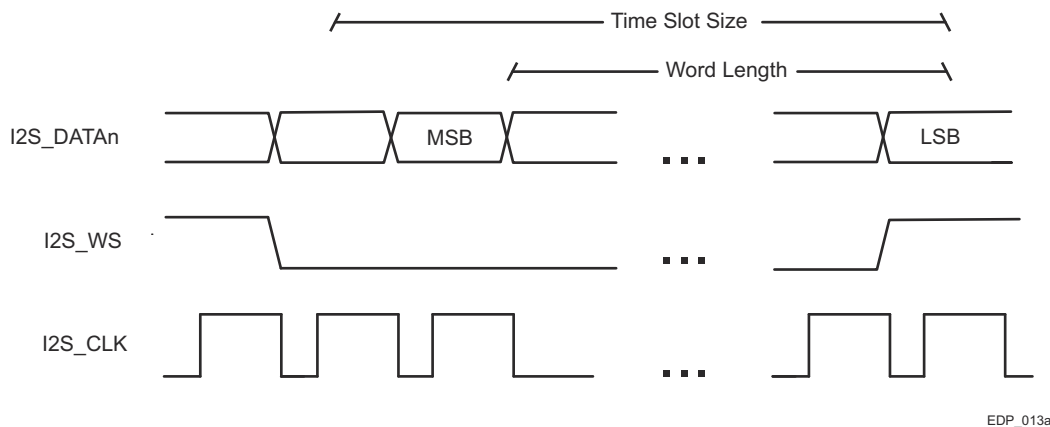 Time Slot Size
Word Length
I2S_DATAn
MSB
LSB
I2S_WS
I2S_CLK
EDP_013a